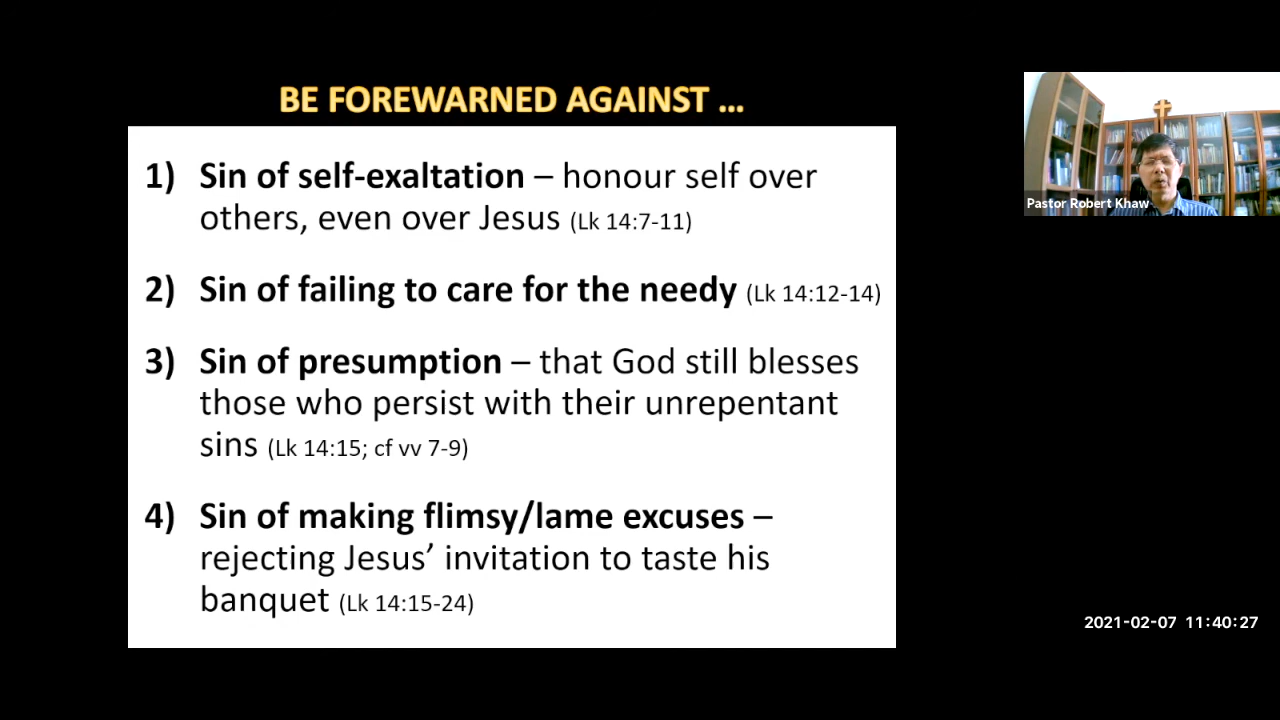 BE FOREWARNED AGAINST …
1) Sin of self-exaltation – honour self over
others, even over Jesus (Lk 14:7-11)
2) Sin of failing to care for the needy (Lk 14:12-14)
3) Sin of presumption – that God still blesses
those who persist with their unrepentant
sins (Lk 14:15; cf vv 7-9)
4) Sin of making flimsy/lame excuses –
rejecting Jesus’ invitation to taste his
banquet (Lk 14:15-24)
Pastor Robert Khaw
2021-02-07 11:40:27